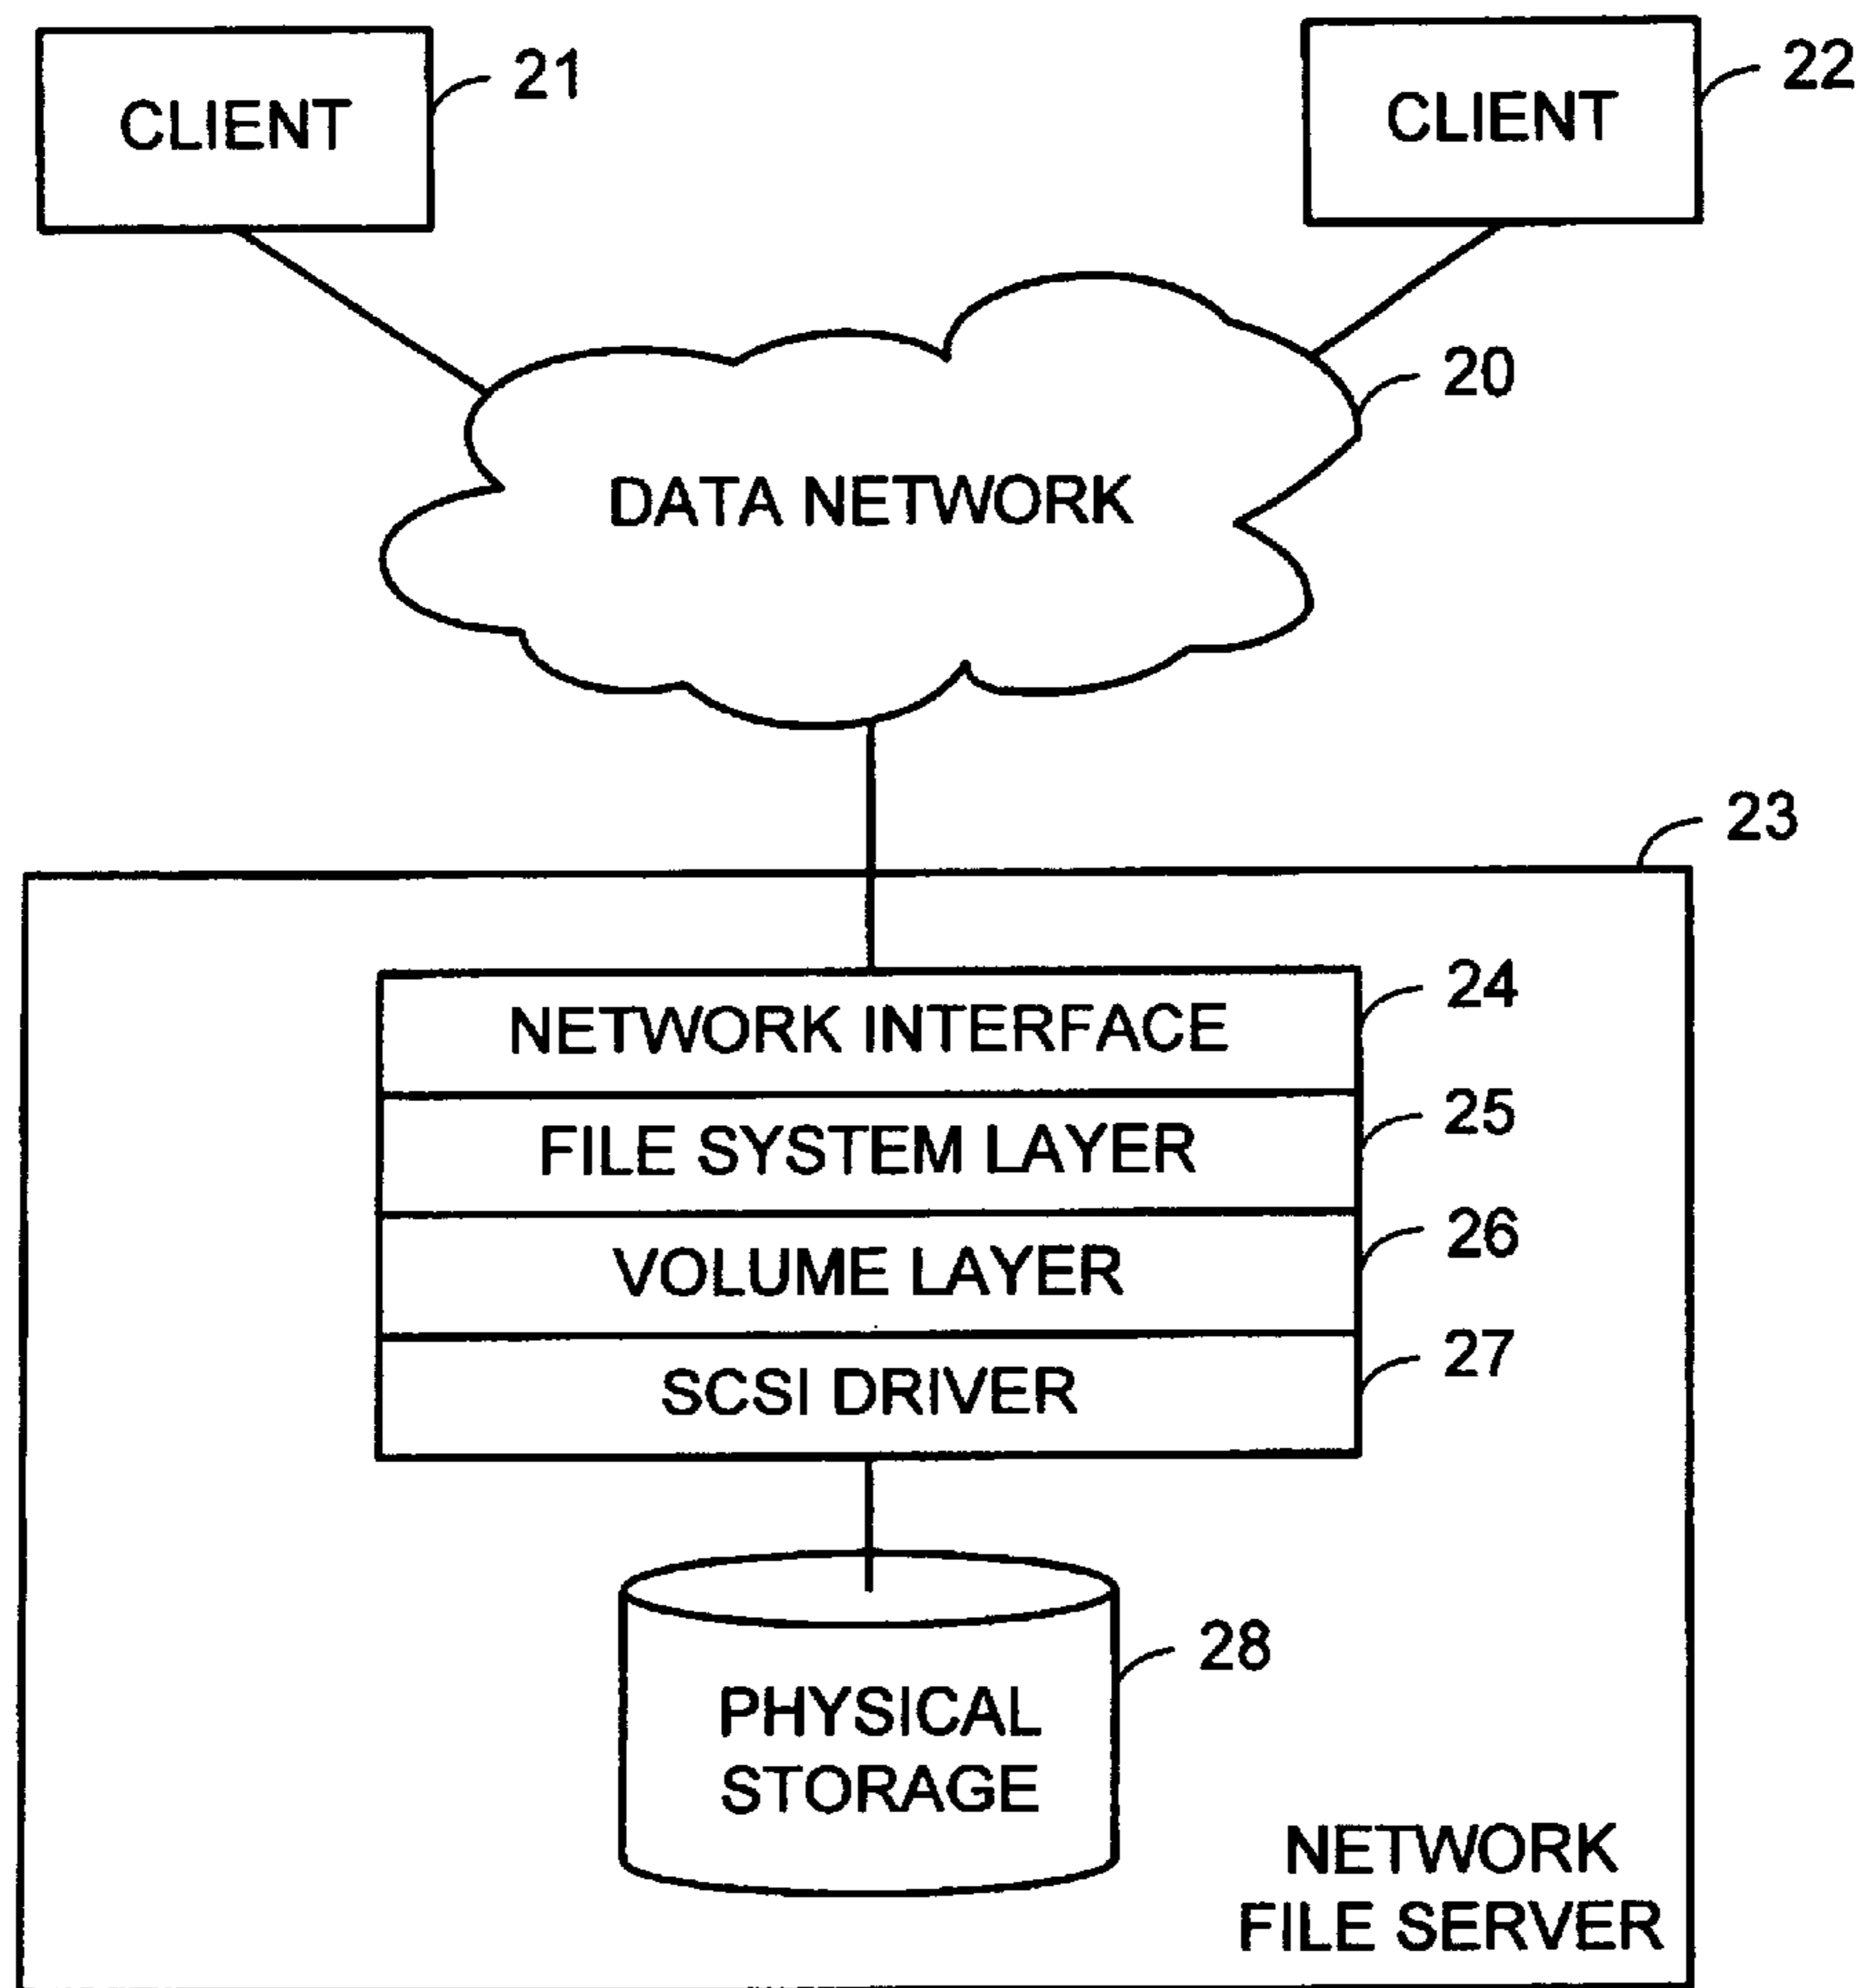 CLIENT
21
CLIENT
22
20
DATA NETWORK
23
NETWORK INTERFACE
24
FILE SYSTEM LAYER
25
VOLUME LAYER
26
SCSI DRIVER
27
28
PHYSICAL
STORAGE
NETWORK
FILE SERVER